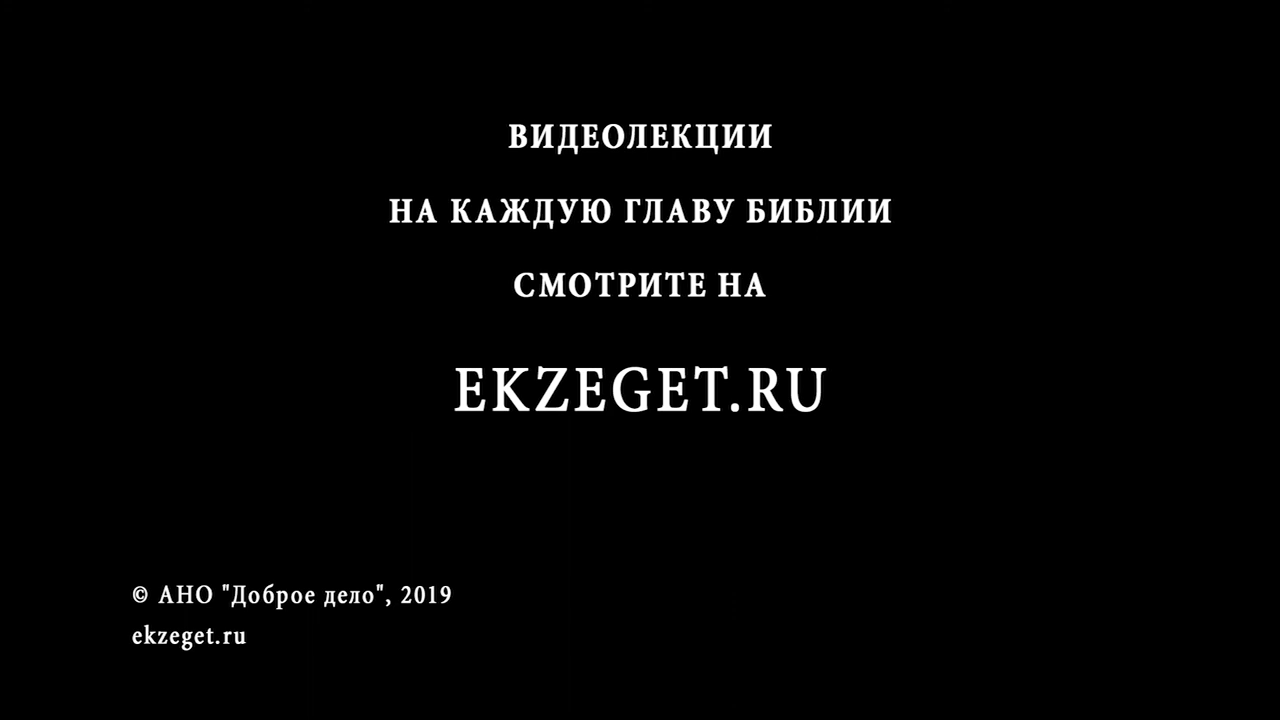 ВИДЕОЛЕКЦИИ
НА КАЖДУЮ ГЛАВУ БИБЛИИ
СМОТРИТЕ НА
EKZEGET.RU
© АНО "Доброе дело", 2019
ekzeget.ru